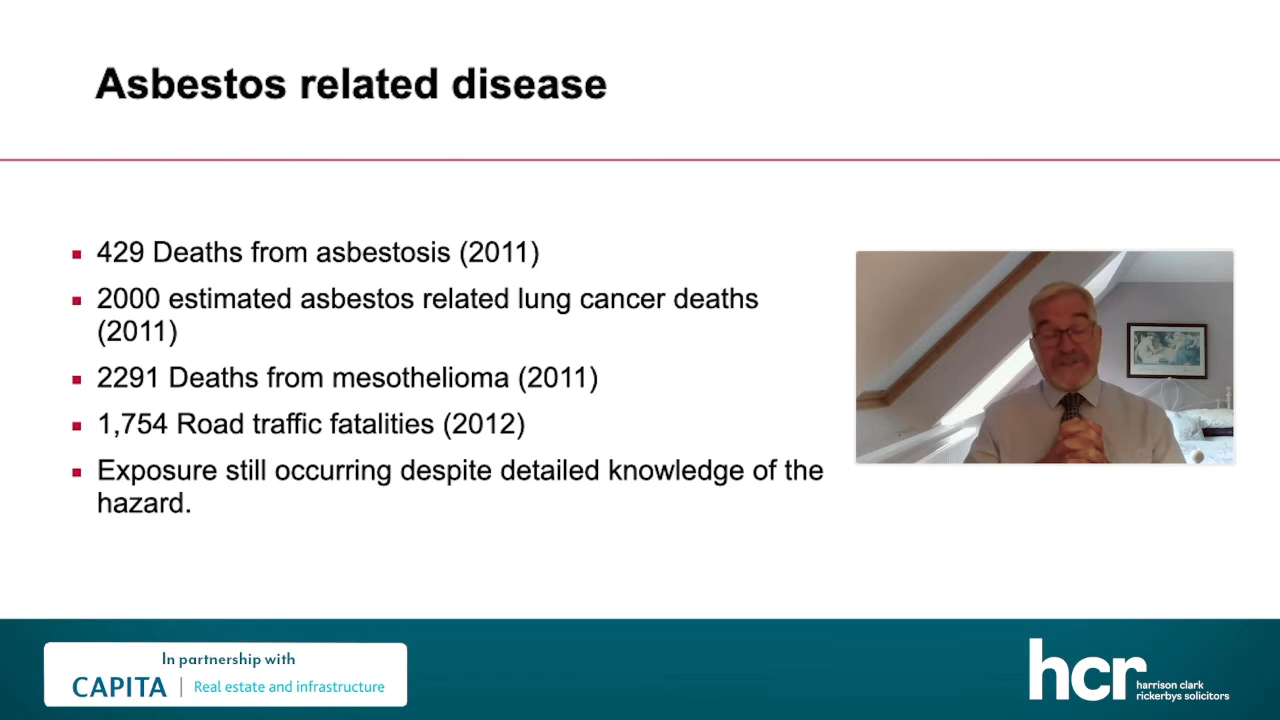 Asbestos related disease
429 Deaths from asbestosis (2011)
2000 estimated asbestos related lung cancer deaths
(2011)
2291 Deaths from mesothelioma (2011)
1,754 Road traffic fatalities (2012)
Exposure still occurring despite detailed knowledge of the
hazard.
In partnership with
CAPITA | Real estate and infrastructure
hcr
harrison clark
rickerbys solicitors